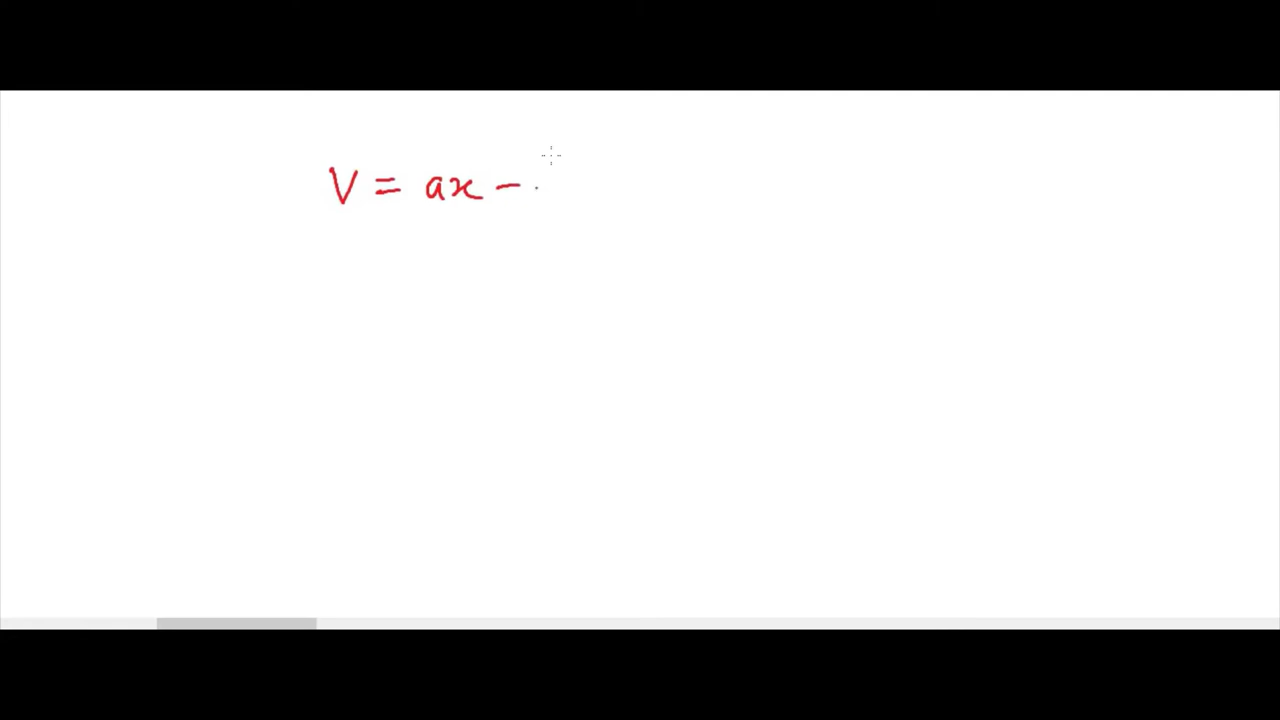 V = ax -